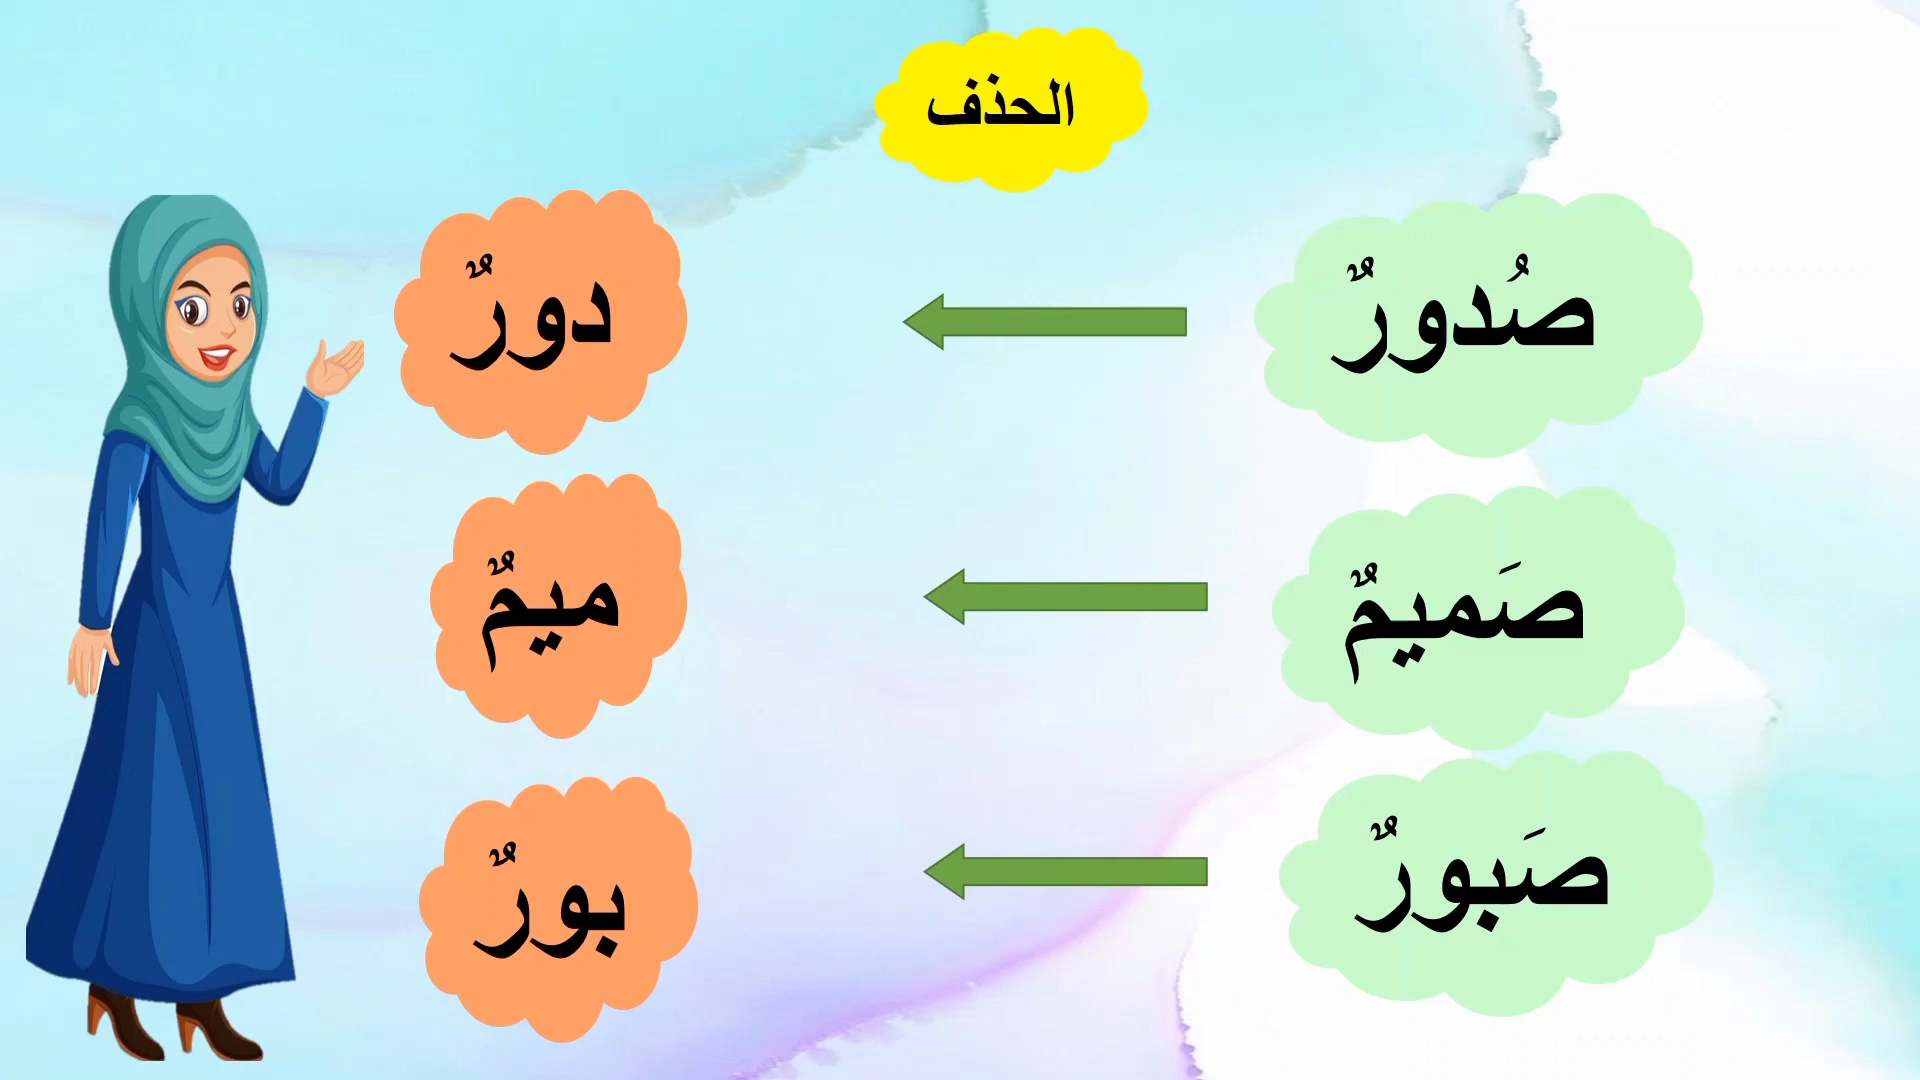 الحذف
صُدورٌ
دورٌ
صَميمٌ
ميمٌ
صَبورٌ
بورٌ